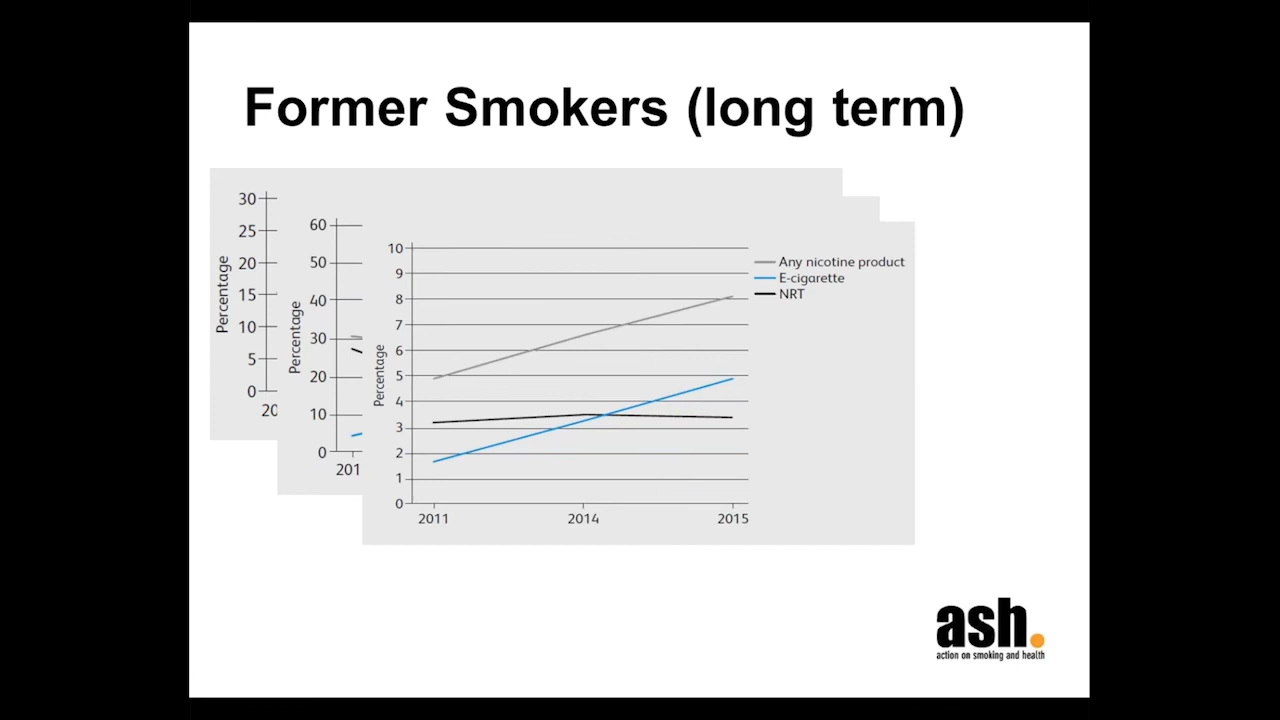 Former Smokers (long term)
30
25
20
15
10
5
0
20
Percentage
60
50
40
30
20
10
0
201
Percentage
10
9
8
7
6
5
4
3
2
1
0
Percentage
2011 2014 2015
Any nicotine product
E-cigarette
NRT
ash.
action on smoking and health